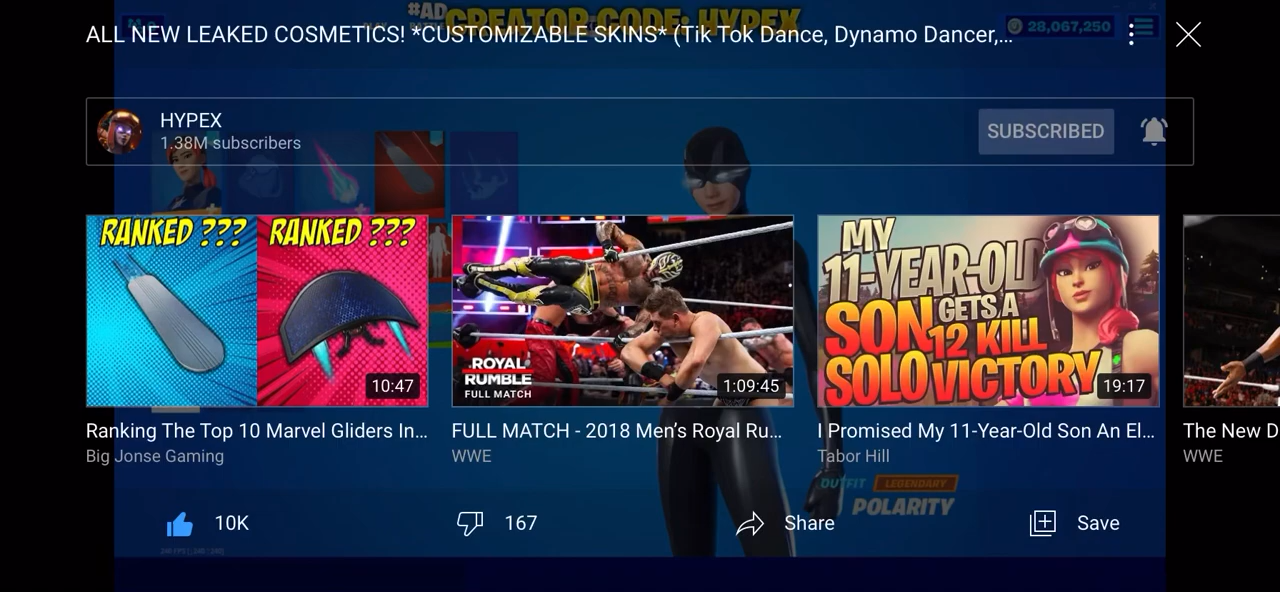 #AD
CREATOR CODE: HYPEX
ALL NEW LEAKED COSMETICS! *CUSTOMIZABLE SKINS* (Tik Tok Dance, Dynamo Dancer,...
28,067,250
HYPEX
1.38M subscribers
SUBSCRIBED
RANKED ???
RANKED ???
10:47
ROYAL
RUMBLE
FULL MATCH
1:09:45
MY
11-YEAR-OLD
SON GETS A
12 KILL
SOLO VICTORY
19:17
Ranking The Top 10 Marvel Gliders In...
Big Jonse Gaming
FULL MATCH - 2018 Men's Royal Ru...
WWE
I Promised My 11-Year-Old Son An El...
Tabor Hill
The New D
WWE
OUTFIT LEGENDARY
POLARITY
10K
167
Share
Save